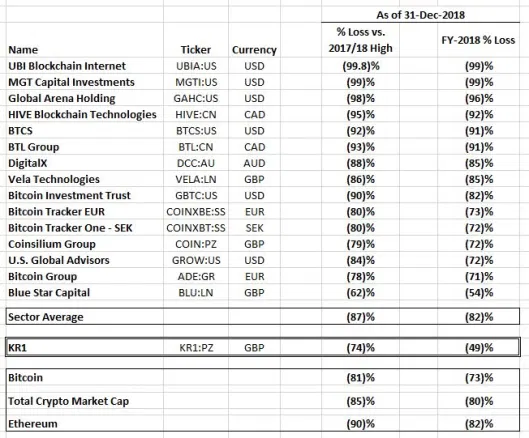 As of 31-Dec-2018
% Loss vs.
Name Ticker Currency 2017/18 High FY-2018 % Loss
UBI Blockchain Internet UBIA:US USD (99.8)% (99)%
MGT Capital Investments MGTI:US USD (99)% (99)%
Global Arena Holding GAHC:US USD (98)% (96)%
HIVE Blockchain Technologies HIVE:CN CAD (95)% (92)%
BTCS BTCS:US USD (92)% (91)%
BTL Group BTL:CN CAD (93)% (91)%
DigitalX DCC:AU AUD (88)% (85)%
Vela Technologies VELA:LN GBP (86)% (85)%
Bitcoin Investment Trust GBTC:US USD (90)% (82)%
Bitcoin Tracker EUR COINXBE:SS EUR (80)% (73)%
Bitcoin Tracker One - SEK COINXBT:SS SEK (80)% (72)%
Coinsilium Group COIN:PZ GBP (79)% (72)%
U.S. Global Advisors GROW:US USD (84)% (72)%
Bitcoin Group ADE:GR EUR (78)% (71)%
Blue Star Capital BLU:LN GBP (62)% (54)%
Sector Average (87)% (82)%
KR1 KR1:PZ GBP (74)% (49)%
Bitcoin (81)% (73)%
Total Crypto Market Cap (85)% (80)%
Ethereum (90)% (82)%